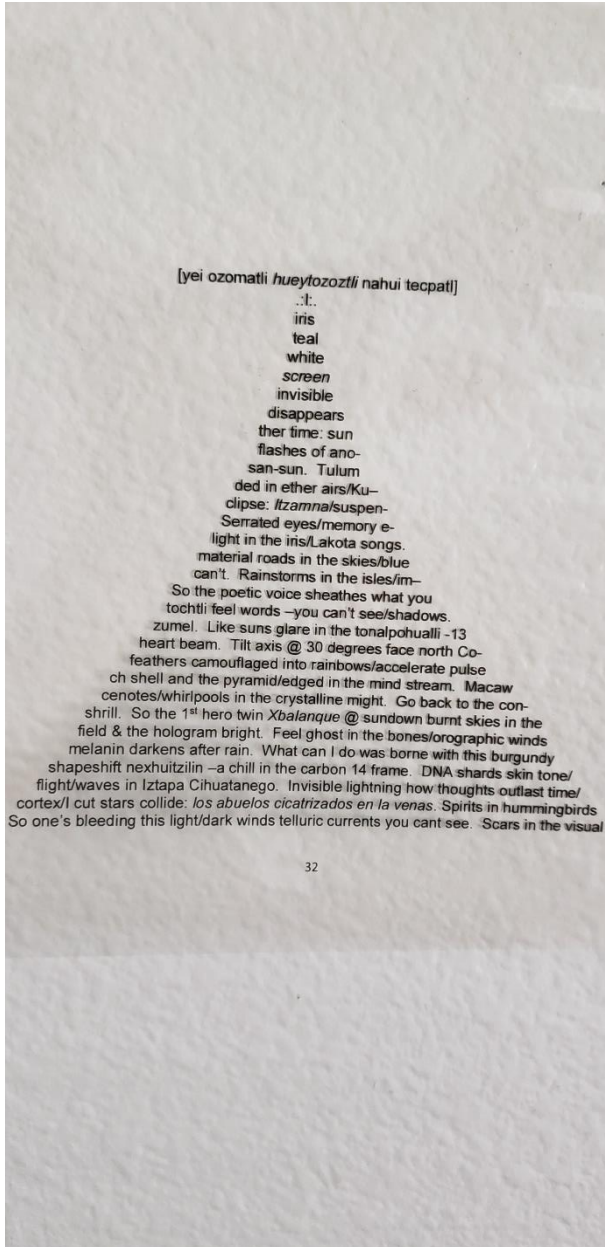 [yei ozomatli hueytozoztli nahui tecpatl]
.:|:.
iris
teal
white
screen
invisible
disappears
ther time: sun
flashes of ano-
san-sun. Tulum
ded in ether airs/Ku–
clipse: Itzamna/suspen-
Serrated eyes/memory e-
light in the iris/Lakota songs.
material roads in the skies/blue
can't. Rainstorms in the isles/im–
So the poetic voice sheathes what you
tochtli feel words –you can't see/shadows.
zumel. Like suns glare in the tonalpohualli -13
heart beam. Tilt axis @ 30 degrees face north Co-
feathers camouflaged into rainbows/accelerate pulse
ch shell and the pyramid/edged in the mind stream. Macaw
cenotes/whirlpools in the crystalline might. Go back to the con-
shrill. So the 1st hero twin Xbalanque @ sundown burnt skies in the
field & the hologram bright. Feel ghost in the bones/orographic winds
melanin darkens after rain. What can I do was borne with this burgundy
shapeshift nexhuitzilin –a chill in the carbon 14 frame. DNA shards skin tone/
flight/waves in Iztapa Cihuatanego. Invisible lightning how thoughts outlast time/
cortex/I cut stars collide: los abuelos cicatrizados en la venas. Spirits in hummingbirds
So one's bleeding this light/dark winds telluric currents you cant see. Scars in the visual
32